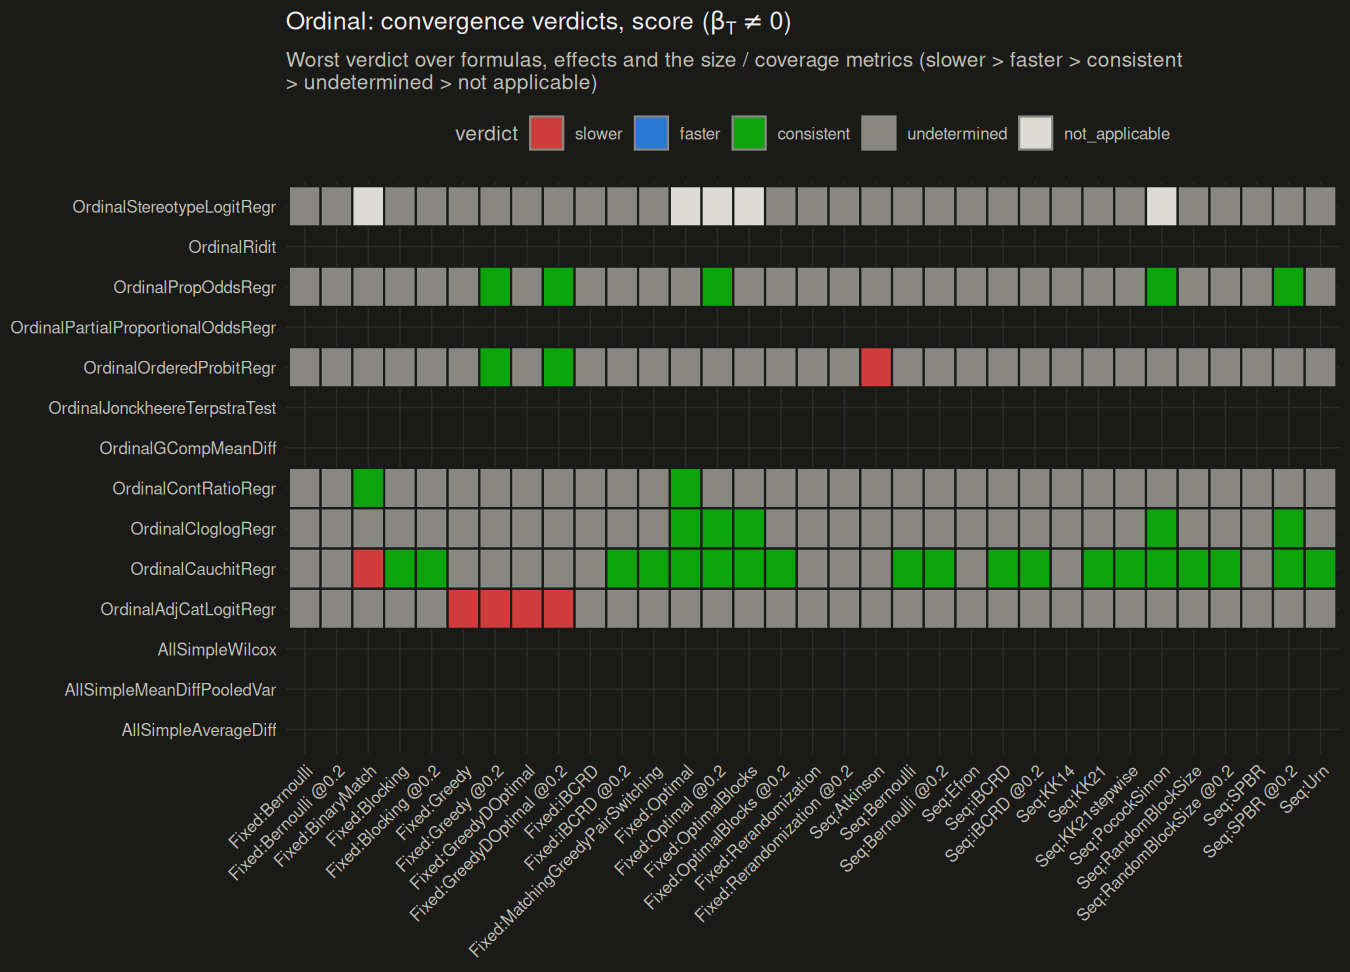 Ordinal: convergence verdicts, score (βT ≠ 0)
Worst verdict over formulas, effects and the size / coverage metrics (slower > faster > consistent
> undetermined > not applicable)
verdict slower faster consistent undetermined not_applicable
OrdinalStereotypeLogitRegr
OrdinalRidit
OrdinalPropOddsRegr
OrdinalPartialProportionalOddsRegr
OrdinalOrderedProbitRegr
OrdinalJonckheereTerpstraTest
OrdinalGCompMeanDiff
OrdinalContRatioRegr
OrdinalCloglogRegr
OrdinalCauchitRegr
OrdinalAdjCatLogitRegr
AllSimpleWilcox
AllSimpleMeanDiffPooledVar
AllSimpleAverageDiff
Fixed:Bernoulli
Fixed:Bernoulli @0.2
Fixed:BinaryMatch
Fixed:Blocking
Fixed:Blocking @0.2
Fixed:Greedy
Fixed:Greedy @0.2
Fixed:GreedyDOptimal
Fixed:GreedyDOptimal @0.2
Fixed:iBCRD
Fixed:iBCRD @0.2
Fixed:MatchingGreedyPairSwitching
Fixed:Optimal
Fixed:Optimal @0.2
Fixed:OptimalBlocks
Fixed:OptimalBlocks @0.2
Fixed:Rerandomization
Fixed:Rerandomization @0.2
Seq:Atkinson
Seq:Bernoulli
Seq:Bernoulli @0.2
Seq:Efron
Seq:iBCRD
Seq:iBCRD @0.2
Seq:KK14
Seq:KK21
Seq:KK21stepwise
Seq:PocockSimon
Seq:RandomBlockSize
Seq:RandomBlockSize @0.2
Seq:SPBR
Seq:SPBR @0.2
Seq:Urn